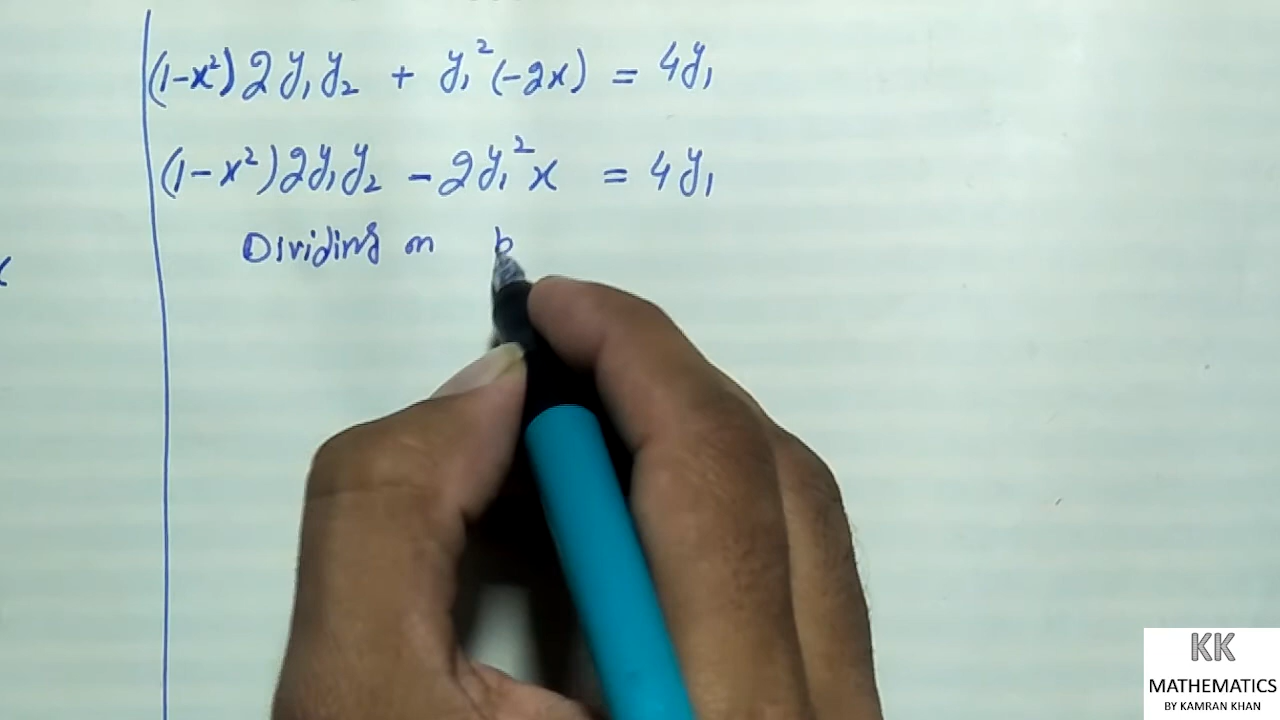 (1-x²) 2y₁y₂ + y₁² (-2x) = 4y₁
(1-x²) 2y₁y₂ - 2y₁²x = 4y₁
Dividing on b
KK
MATHEMATICS
BY KAMRAN KHAN